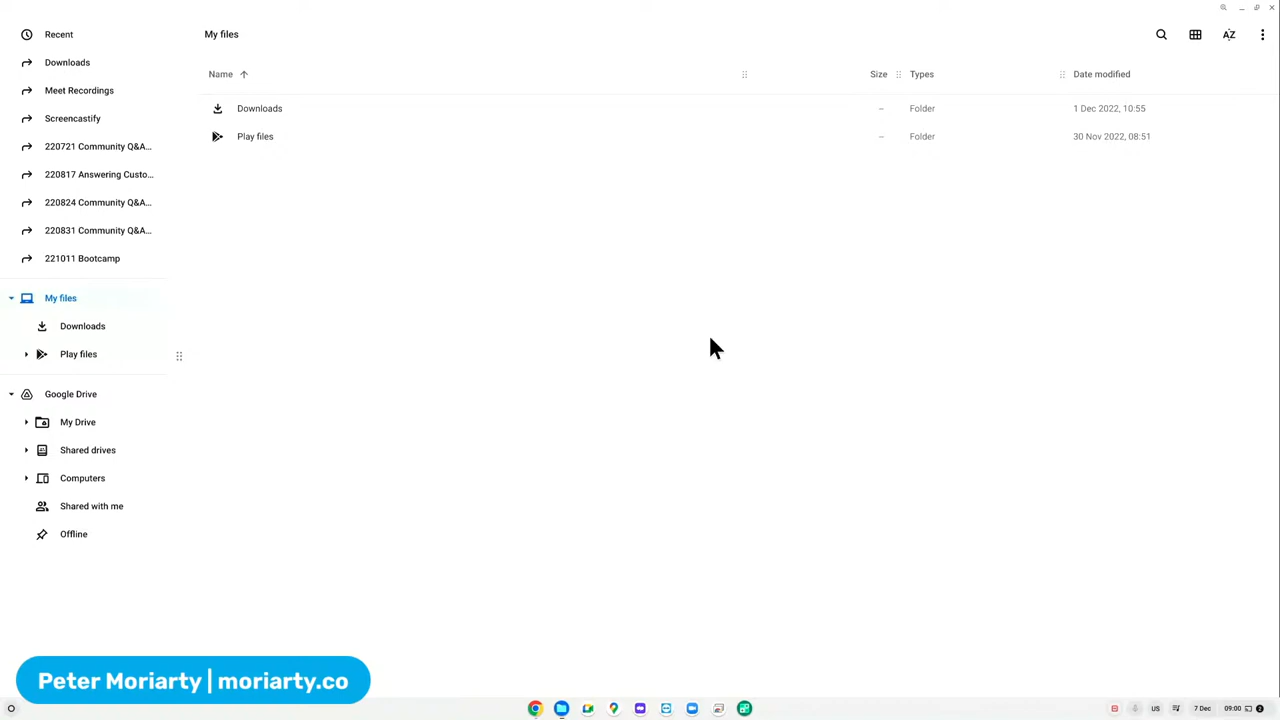 Recent
Downloads
Meet Recordings
Screencastify
220721 Community Q&A...
220817 Answering Custo...
220824 Community Q&A...
220831 Community Q&A...
221011 Bootcamp
My files
Downloads
Play files
Google Drive
My Drive
Shared drives
Computers
Shared with me
Offline
My files
AZ
Name Size Types Date modified
Downloads – Folder 1 Dec 2022, 10:55
Play files – Folder 30 Nov 2022, 08:51
Peter Moriarty | moriarty.co
US 7 Dec 09:00 2